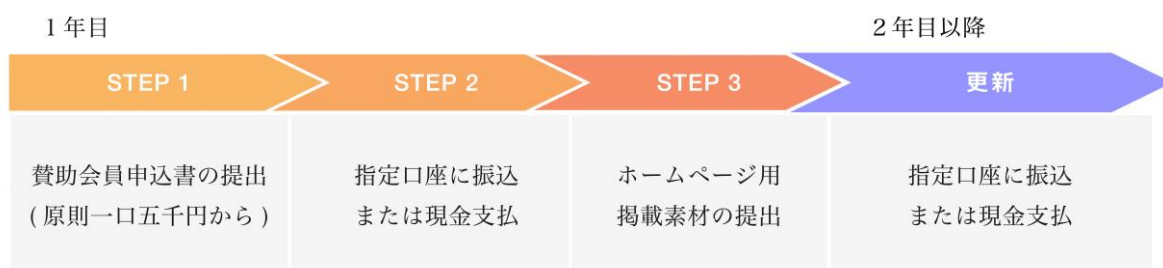 1年目
2年目以降
STEP 1
STEP 2
STEP 3
更新
賛助会員申込書の提出
(原則一口五千円から)
指定口座に振込
または現金支払
ホームページ用
掲載素材の提出
指定口座に振込
または現金支払